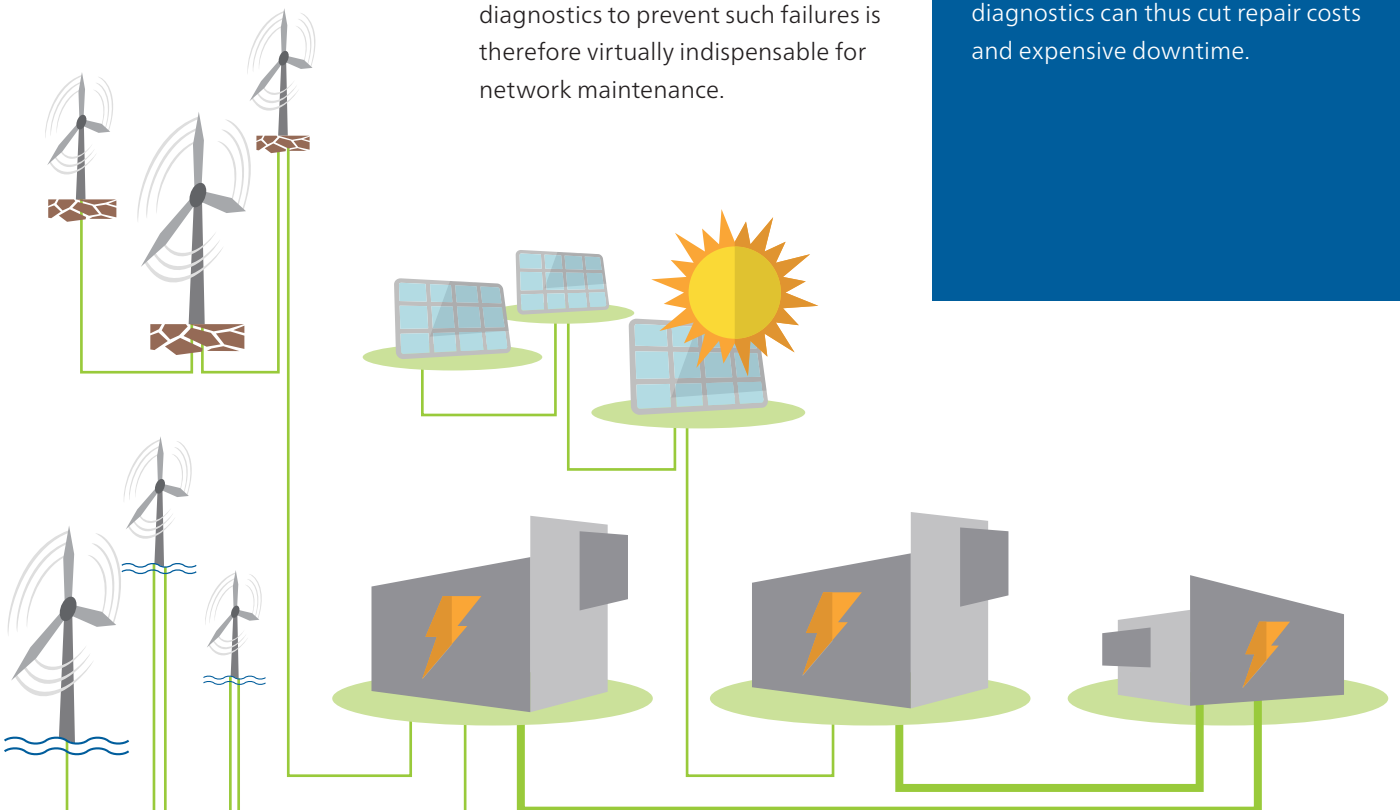 diagnostics to prevent such failures is
therefore virtually indispensable for
network maintenance.
diagnostics can thus cut repair costs
and expensive downtime.